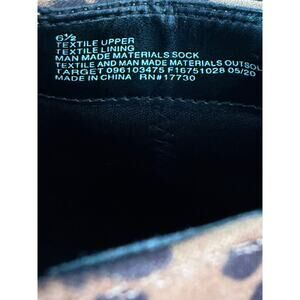 6½
TEXTILE UPPER
TEXTILE LINING
MAN MADE MATERIALS SOCK
TEXTILE AND MAN MADE MATERIALS OUTSOL
TARGET 096103475 F16751028 05/20
MADE IN CHINA RN#17730